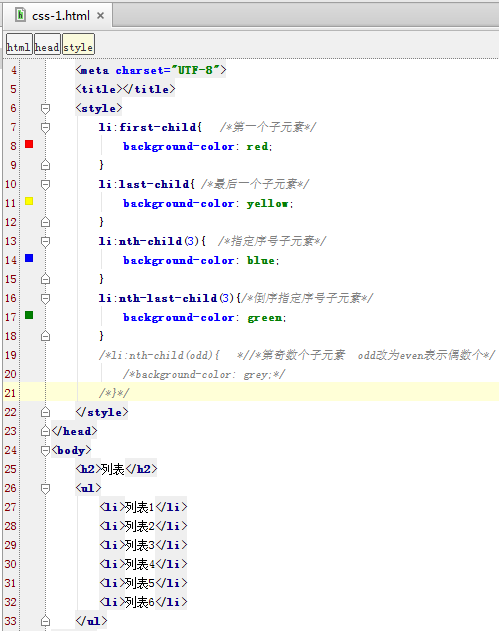 css-1.html
html head style
4 <meta charset="UTF-8">
5 <title></title>
6 <style>
7 li:first-child{ /*第一个子元素*/
8 background-color: red;
9 }
10 li:last-child{ /*最后一个子元素*/
11 background-color: yellow;
12 }
13 li:nth-child(3){ /*指定序号子元素*/
14 background-color: blue;
15 }
16 li:nth-last-child(3){/*倒序指定序号子元素*/
17 background-color: green;
18 }
19 /*li:nth-child(odd){ *//*第奇数个子元素 odd改为even表示偶数个*/
20 /*background-color: grey;*/
21 /*}*/
22 </style>
23 </head>
24 <body>
25 <h2>列表</h2>
26 <ul>
27 <li>列表1</li>
28 <li>列表2</li>
29 <li>列表3</li>
30 <li>列表4</li>
31 <li>列表5</li>
32 <li>列表6</li>
33 </ul>